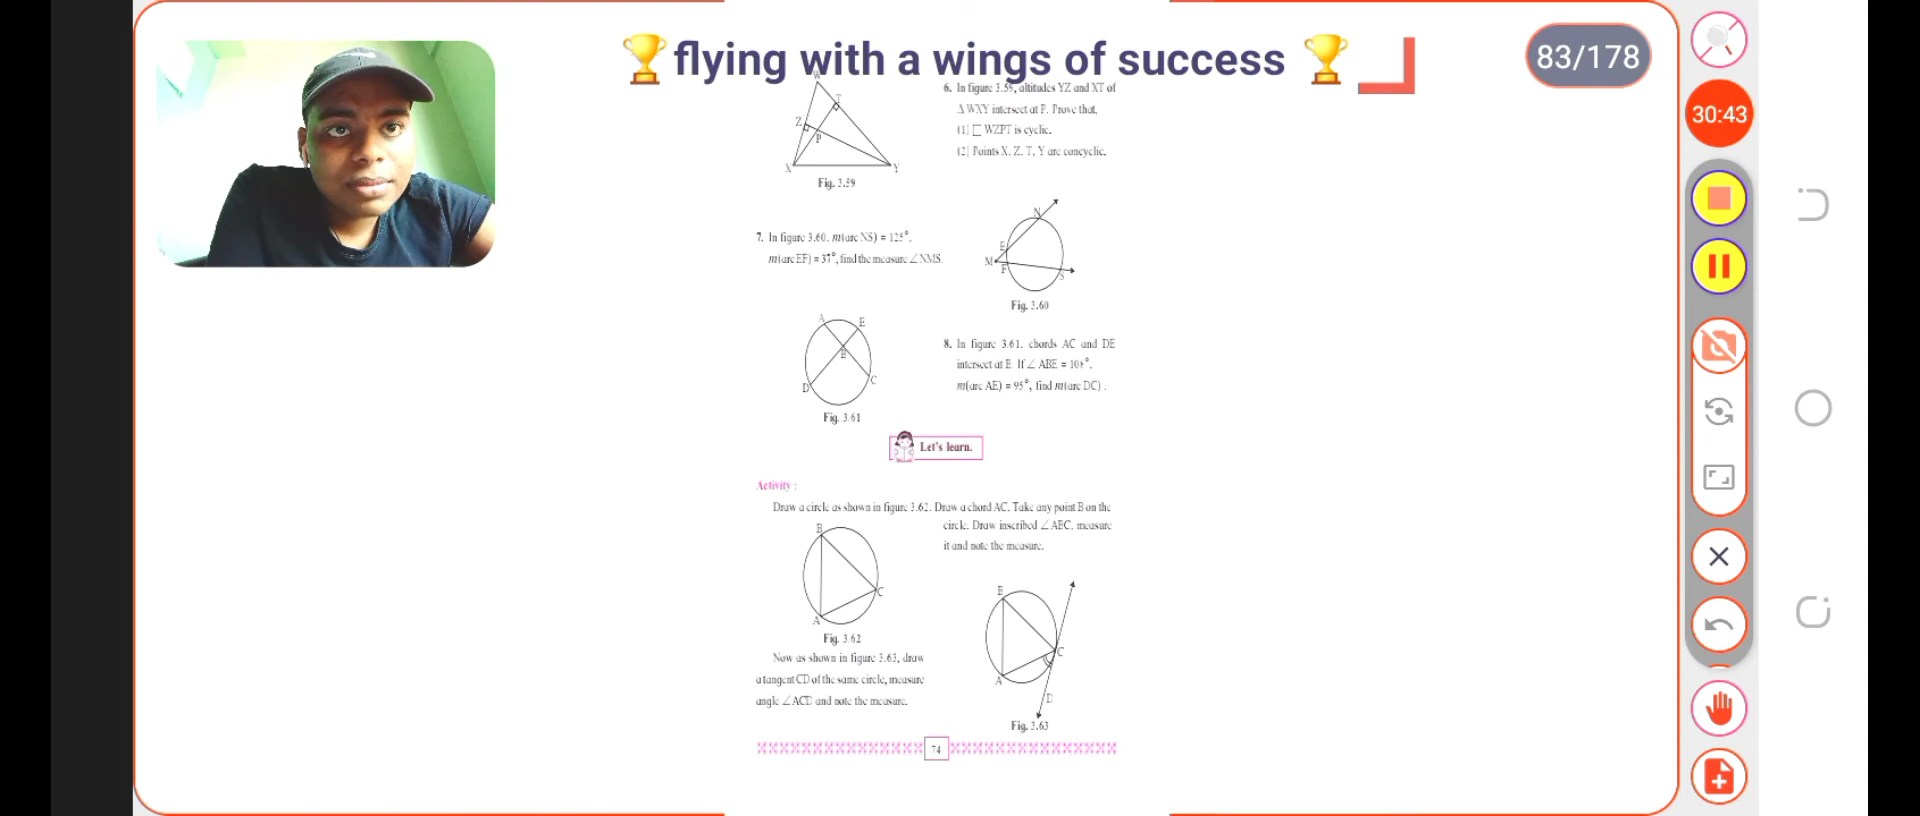 🏆flying with a wings of success 🏆
83/178
30:43
W
T
Z
P
X
Y
Fig. 3.59
6. In figure 3.59, altitudes YZ and XT of
Δ WXY intersect at P. Prove that,
(1) □ WZPT is cyclic.
(2) Points X, Z, T, Y are concyclic.
7. In figure 3.60, m(arc NS) = 125°,
m(arc EF) = 37°, find the measure ∠NMS.
N
E
M
F
S
Fig. 3.60
A
E
B
D
C
Fig. 3.61
8. In figure 3.61, chords AC and DE
intersect at B. If ∠ ABE = 108°,
m(arc AE) = 95°, find m(arc DC) .
Let's learn.
Activity :
Draw a circle as shown in figure 3.62. Draw a chord AC. Take any point B on the
circle. Draw inscribed ∠ ABC, measure
it and note the measure.
B
C
A
Fig. 3.62
Now as shown in figure 3.63, draw
a tangent CD of the same circle, measure
angle ∠ACD and note the measure.
B
C
A
D
Fig. 3.63
74